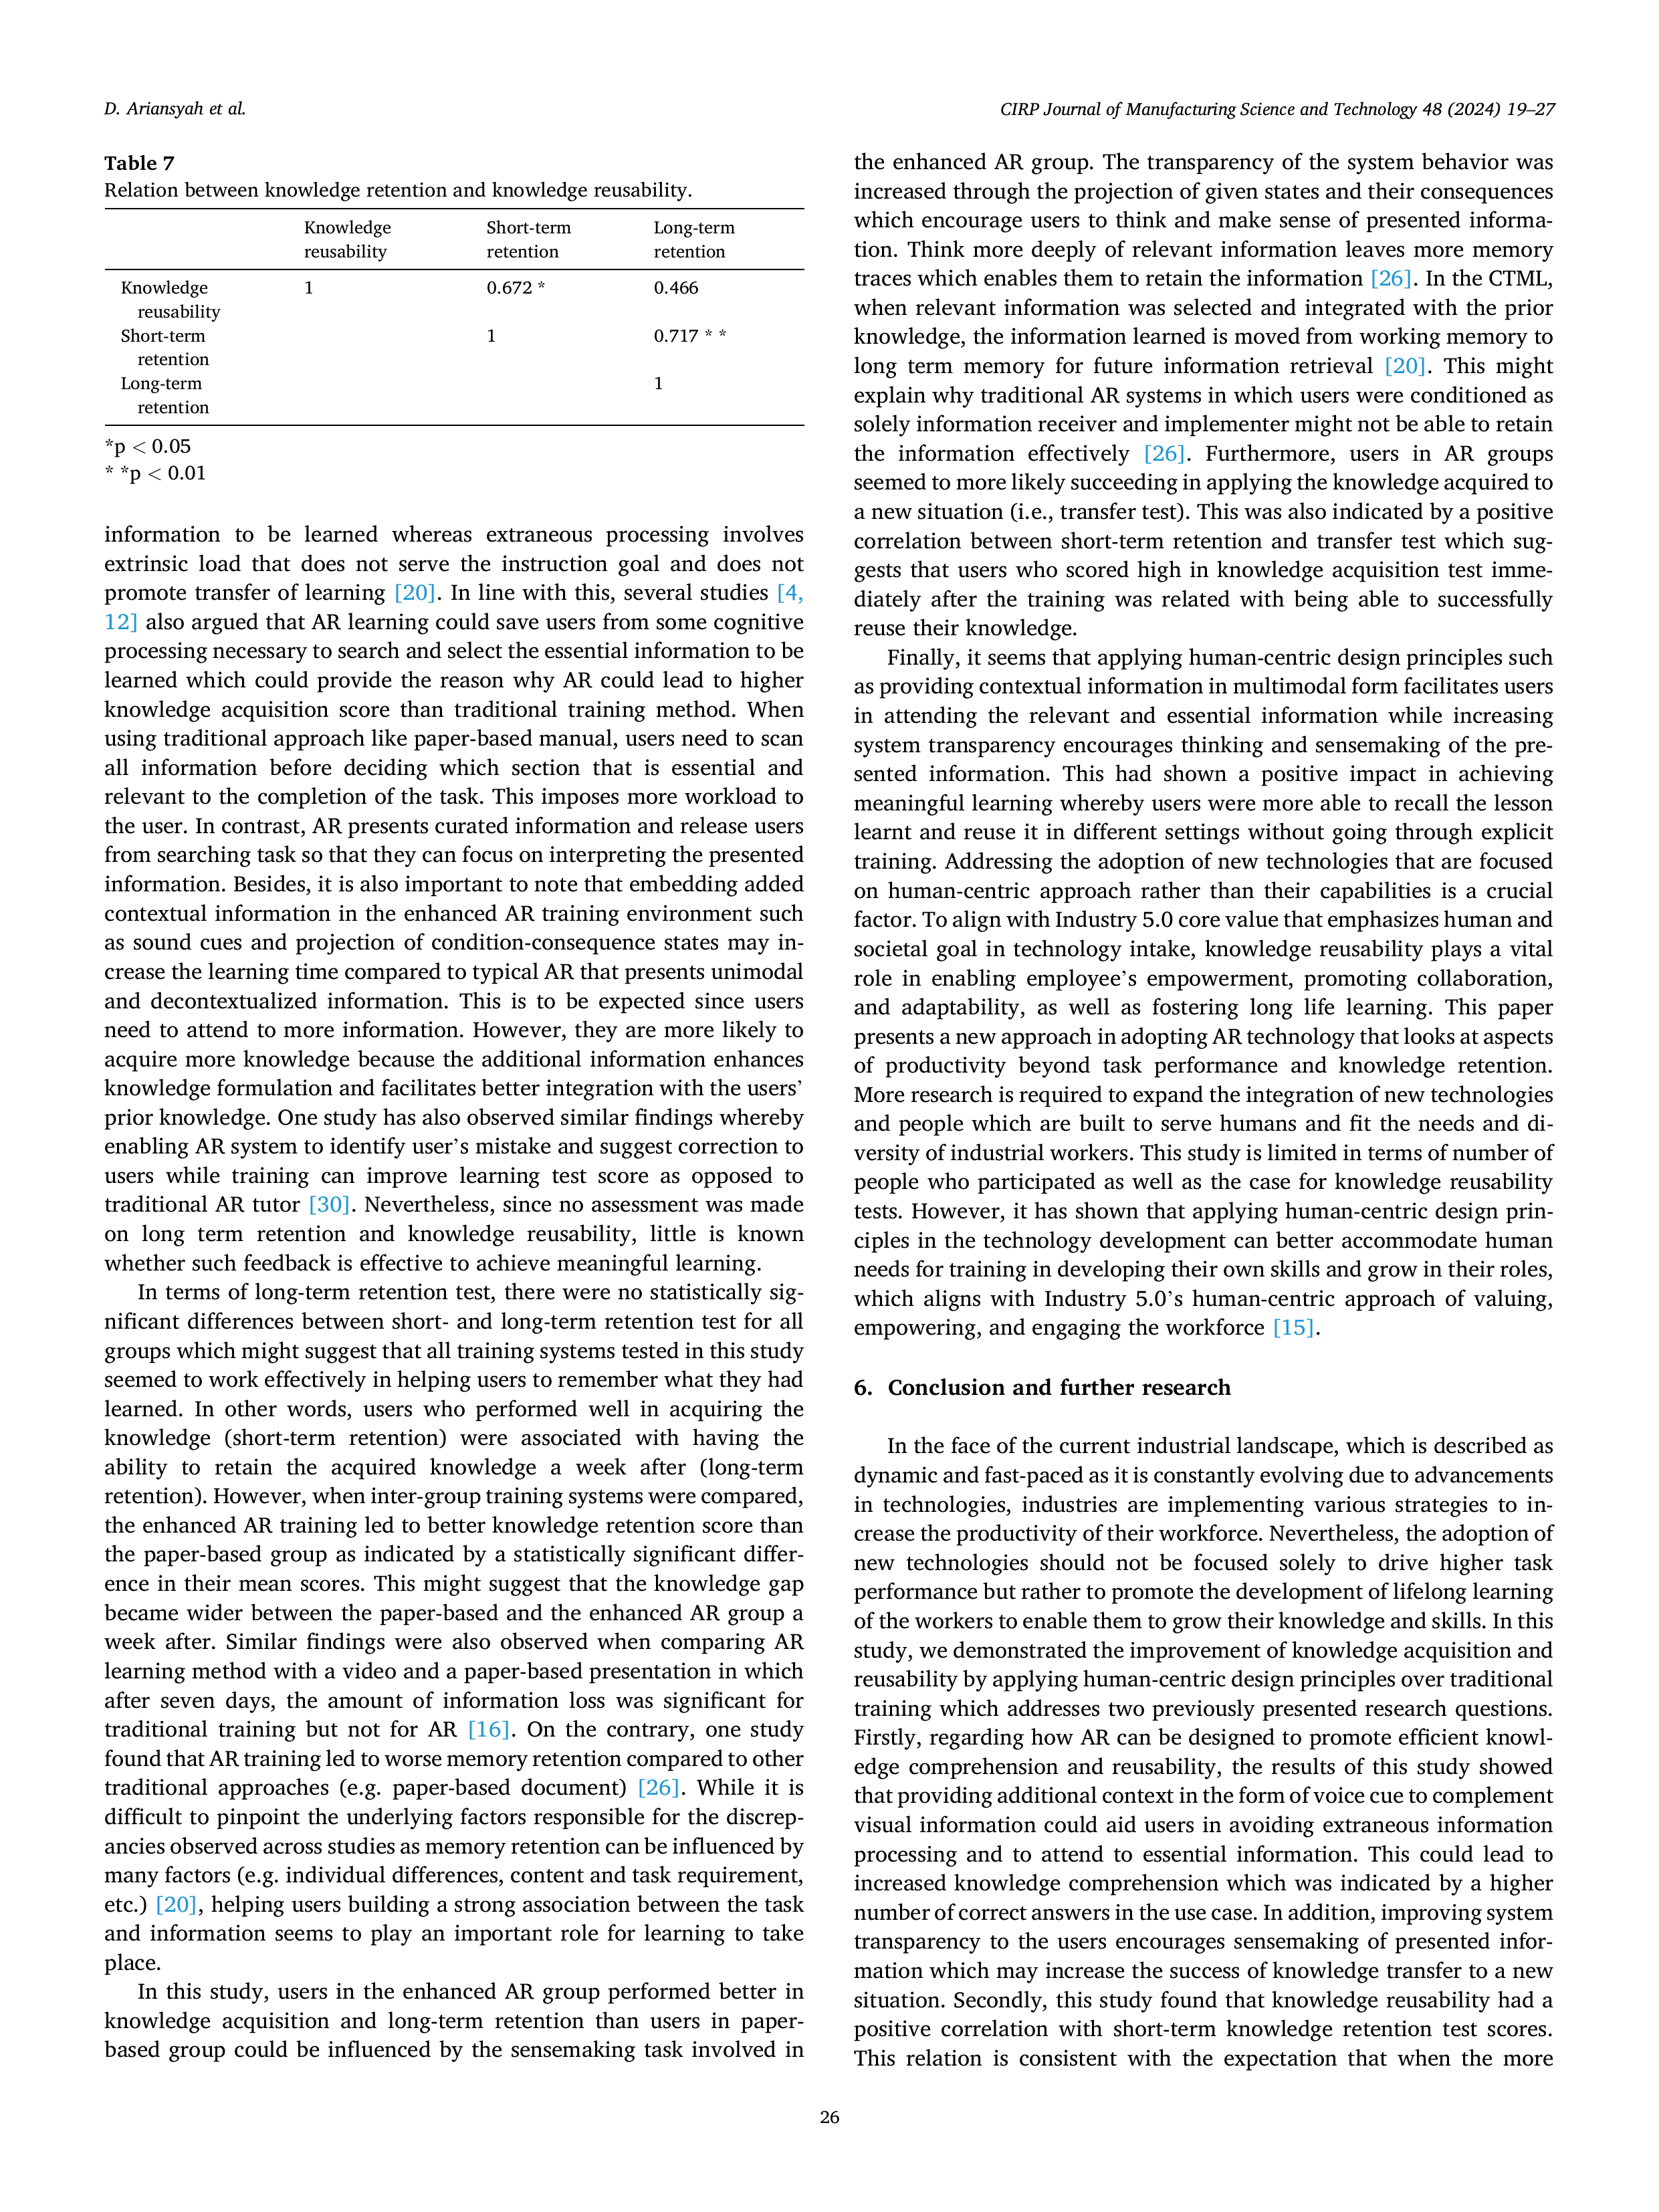 D. Ariansyah et al.
CIRP Journal of Manufacturing Science and Technology 48 (2024) 19–27
Table 7
Relation between knowledge retention and knowledge reusability.
Knowledge reusability Short-term retention Long-term retention
Knowledge reusability 1 0.672 * 0.466
Short-term retention 1 0.717 * *
Long-term retention 1
*p < 0.05
* *p < 0.01
information to be learned whereas extraneous processing involves
extrinsic load that does not serve the instruction goal and does not
promote transfer of learning [20]. In line with this, several studies [4,
12] also argued that AR learning could save users from some cognitive
processing necessary to search and select the essential information to be
learned which could provide the reason why AR could lead to higher
knowledge acquisition score than traditional training method. When
using traditional approach like paper-based manual, users need to scan
all information before deciding which section that is essential and
relevant to the completion of the task. This imposes more workload to
the user. In contrast, AR presents curated information and release users
from searching task so that they can focus on interpreting the presented
information. Besides, it is also important to note that embedding added
contextual information in the enhanced AR training environment such
as sound cues and projection of condition-consequence states may in-
crease the learning time compared to typical AR that presents unimodal
and decontextualized information. This is to be expected since users
need to attend to more information. However, they are more likely to
acquire more knowledge because the additional information enhances
knowledge formulation and facilitates better integration with the users’
prior knowledge. One study has also observed similar findings whereby
enabling AR system to identify user’s mistake and suggest correction to
users while training can improve learning test score as opposed to
traditional AR tutor [30]. Nevertheless, since no assessment was made
on long term retention and knowledge reusability, little is known
whether such feedback is effective to achieve meaningful learning.
In terms of long-term retention test, there were no statistically sig-
nificant differences between short- and long-term retention test for all
groups which might suggest that all training systems tested in this study
seemed to work effectively in helping users to remember what they had
learned. In other words, users who performed well in acquiring the
knowledge (short-term retention) were associated with having the
ability to retain the acquired knowledge a week after (long-term
retention). However, when inter-group training systems were compared,
the enhanced AR training led to better knowledge retention score than
the paper-based group as indicated by a statistically significant differ-
ence in their mean scores. This might suggest that the knowledge gap
became wider between the paper-based and the enhanced AR group a
week after. Similar findings were also observed when comparing AR
learning method with a video and a paper-based presentation in which
after seven days, the amount of information loss was significant for
traditional training but not for AR [16]. On the contrary, one study
found that AR training led to worse memory retention compared to other
traditional approaches (e.g. paper-based document) [26]. While it is
difficult to pinpoint the underlying factors responsible for the discrep-
ancies observed across studies as memory retention can be influenced by
many factors (e.g. individual differences, content and task requirement,
etc.) [20], helping users building a strong association between the task
and information seems to play an important role for learning to take
place.
In this study, users in the enhanced AR group performed better in
knowledge acquisition and long-term retention than users in paper-
based group could be influenced by the sensemaking task involved in
the enhanced AR group. The transparency of the system behavior was
increased through the projection of given states and their consequences
which encourage users to think and make sense of presented informa-
tion. Think more deeply of relevant information leaves more memory
traces which enables them to retain the information [26]. In the CTML,
when relevant information was selected and integrated with the prior
knowledge, the information learned is moved from working memory to
long term memory for future information retrieval [20]. This might
explain why traditional AR systems in which users were conditioned as
solely information receiver and implementer might not be able to retain
the information effectively [26]. Furthermore, users in AR groups
seemed to more likely succeeding in applying the knowledge acquired to
a new situation (i.e., transfer test). This was also indicated by a positive
correlation between short-term retention and transfer test which sug-
gests that users who scored high in knowledge acquisition test imme-
diately after the training was related with being able to successfully
reuse their knowledge.
Finally, it seems that applying human-centric design principles such
as providing contextual information in multimodal form facilitates users
in attending the relevant and essential information while increasing
system transparency encourages thinking and sensemaking of the pre-
sented information. This had shown a positive impact in achieving
meaningful learning whereby users were more able to recall the lesson
learnt and reuse it in different settings without going through explicit
training. Addressing the adoption of new technologies that are focused
on human-centric approach rather than their capabilities is a crucial
factor. To align with Industry 5.0 core value that emphasizes human and
societal goal in technology intake, knowledge reusability plays a vital
role in enabling employee’s empowerment, promoting collaboration,
and adaptability, as well as fostering long life learning. This paper
presents a new approach in adopting AR technology that looks at aspects
of productivity beyond task performance and knowledge retention.
More research is required to expand the integration of new technologies
and people which are built to serve humans and fit the needs and di-
versity of industrial workers. This study is limited in terms of number of
people who participated as well as the case for knowledge reusability
tests. However, it has shown that applying human-centric design prin-
ciples in the technology development can better accommodate human
needs for training in developing their own skills and grow in their roles,
which aligns with Industry 5.0’s human-centric approach of valuing,
empowering, and engaging the workforce [15].
6. Conclusion and further research
In the face of the current industrial landscape, which is described as
dynamic and fast-paced as it is constantly evolving due to advancements
in technologies, industries are implementing various strategies to in-
crease the productivity of their workforce. Nevertheless, the adoption of
new technologies should not be focused solely to drive higher task
performance but rather to promote the development of lifelong learning
of the workers to enable them to grow their knowledge and skills. In this
study, we demonstrated the improvement of knowledge acquisition and
reusability by applying human-centric design principles over traditional
training which addresses two previously presented research questions.
Firstly, regarding how AR can be designed to promote efficient knowl-
edge comprehension and reusability, the results of this study showed
that providing additional context in the form of voice cue to complement
visual information could aid users in avoiding extraneous information
processing and to attend to essential information. This could lead to
increased knowledge comprehension which was indicated by a higher
number of correct answers in the use case. In addition, improving system
transparency to the users encourages sensemaking of presented infor-
mation which may increase the success of knowledge transfer to a new
situation. Secondly, this study found that knowledge reusability had a
positive correlation with short-term knowledge retention test scores.
This relation is consistent with the expectation that when the more
26